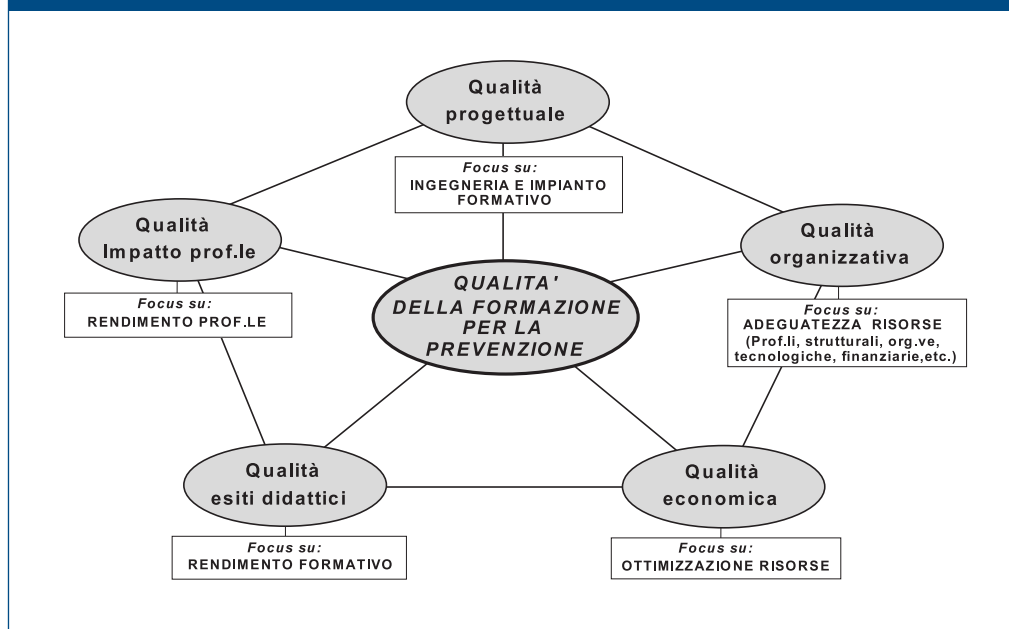 Qualità
progettuale
Focus su:
INGEGNERIA E IMPIANTO
FORMATIVO
Qualità
Impatto prof.le
Focus su:
RENDIMENTO PROF.LE
Qualità
organizzativa
Focus su:
ADEGUATEZZA RISORSE
(Prof.li, strutturali, org.ve,
tecnologiche, finanziarie,etc.)
QUALITA'
DELLA FORMAZIONE
PER LA
PREVENZIONE
Qualità
esiti didattici
Focus su:
RENDIMENTO FORMATIVO
Qualità
economica
Focus su:
OTTIMIZZAZIONE RISORSE